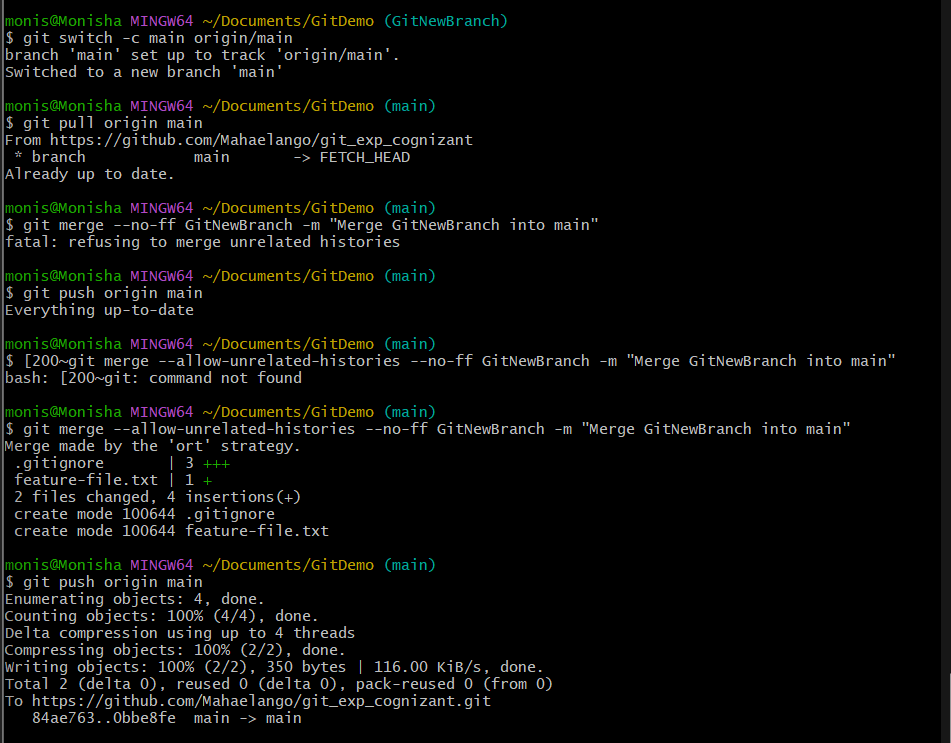 monis@Monisha MINGW64 ~/Documents/GitDemo (GitNewBranch)
$ git switch -c main origin/main
branch 'main' set up to track 'origin/main'.
Switched to a new branch 'main'

monis@Monisha MINGW64 ~/Documents/GitDemo (main)
$ git pull origin main
From https://github.com/Mahaelango/git_exp_cognizant
 * branch            main       -> FETCH_HEAD
Already up to date.

monis@Monisha MINGW64 ~/Documents/GitDemo (main)
$ git merge --no-ff GitNewBranch -m "Merge GitNewBranch into main"
fatal: refusing to merge unrelated histories

monis@Monisha MINGW64 ~/Documents/GitDemo (main)
$ git push origin main
Everything up-to-date

monis@Monisha MINGW64 ~/Documents/GitDemo (main)
$ [200~git merge --allow-unrelated-histories --no-ff GitNewBranch -m "Merge GitNewBranch into main"
bash: [200~git: command not found

monis@Monisha MINGW64 ~/Documents/GitDemo (main)
$ git merge --allow-unrelated-histories --no-ff GitNewBranch -m "Merge GitNewBranch into main"
Merge made by the 'ort' strategy.
 .gitignore       | 3 +++
 feature-file.txt | 1 +
 2 files changed, 4 insertions(+)
 create mode 100644 .gitignore
 create mode 100644 feature-file.txt

monis@Monisha MINGW64 ~/Documents/GitDemo (main)
$ git push origin main
Enumerating objects: 4, done.
Counting objects: 100% (4/4), done.
Delta compression using up to 4 threads
Compressing objects: 100% (2/2), done.
Writing objects: 100% (2/2), 350 bytes | 116.00 KiB/s, done.
Total 2 (delta 0), reused 0 (delta 0), pack-reused 0 (from 0)
To https://github.com/Mahaelango/git_exp_cognizant.git
   84ae763..0bbe8fe  main -> main